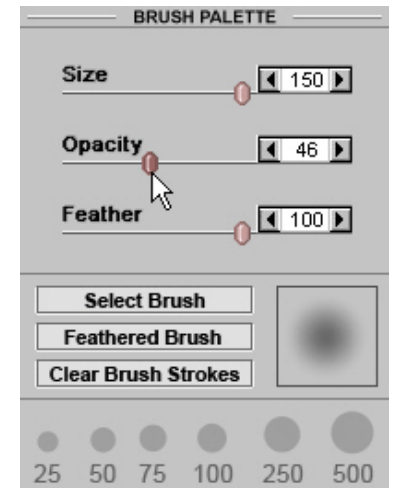 BRUSH PALETTE
Size 150
Opacity 46
Feather 100
Select Brush
Feathered Brush
Clear Brush Strokes
25 50 75 100 250 500